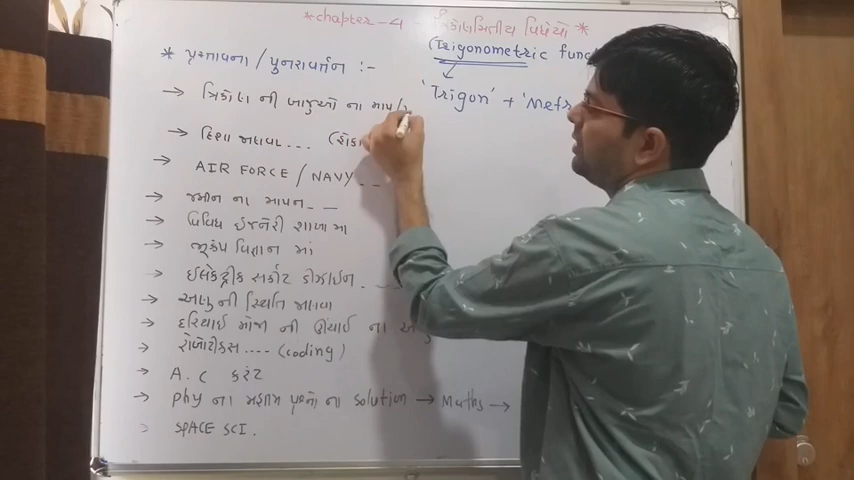 *chapter-4 - ત્રિકોણમિતીય વિધેયો *
(Trigonometric func
* પ્રસ્તાવના / પુનરાવર્તન :-
'Trigon' + 'Metr
→ ત્રિકોણ ની બાજુઓ ના માપ/
→ દિશા જાણવા...
→ AIR FORCE / NAVY...
→ જમીન ના માપન...
→ વિવિધ ઈજનેરી શાખા મા
→ ભૂકંપ વિજ્ઞાન માં
→ ઈલેક્ટ્રીક સર્કીટ ડીઝાઈન...
→ અણુ ની સ્થિતિ જાણવા
→ દરિયાઈ મોજા ની ઊંચાઈ ના
→ રોબોટીક્સ.... (coding)
→ A.C કરંટ
→ phy ના મહત્તમ પ્રશ્નો ના solution → Maths →
→ SPACE SCI.